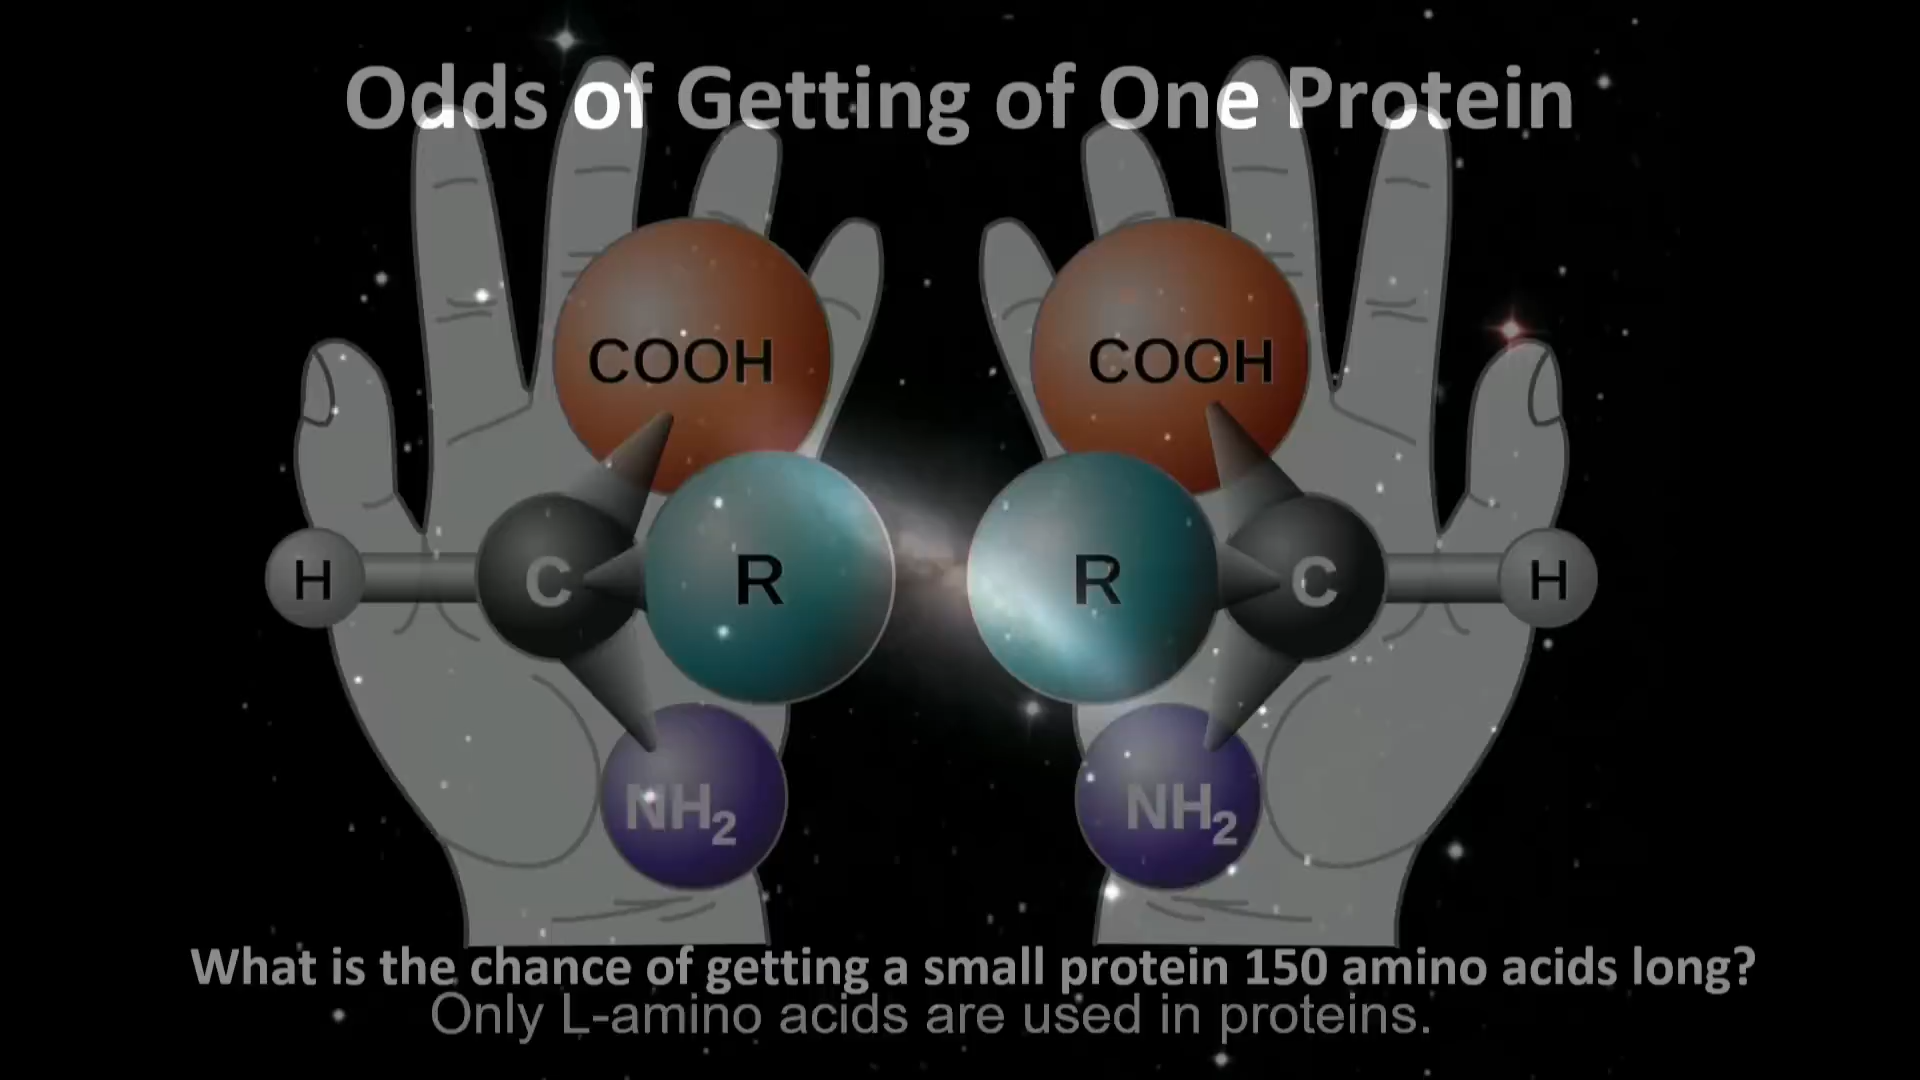 Odds of Getting of One Protein
COOH COOH
H C R R C H
NH2 NH2
What is the chance of getting a small protein 150 amino acids long?
Only L-amino acids are used in proteins.